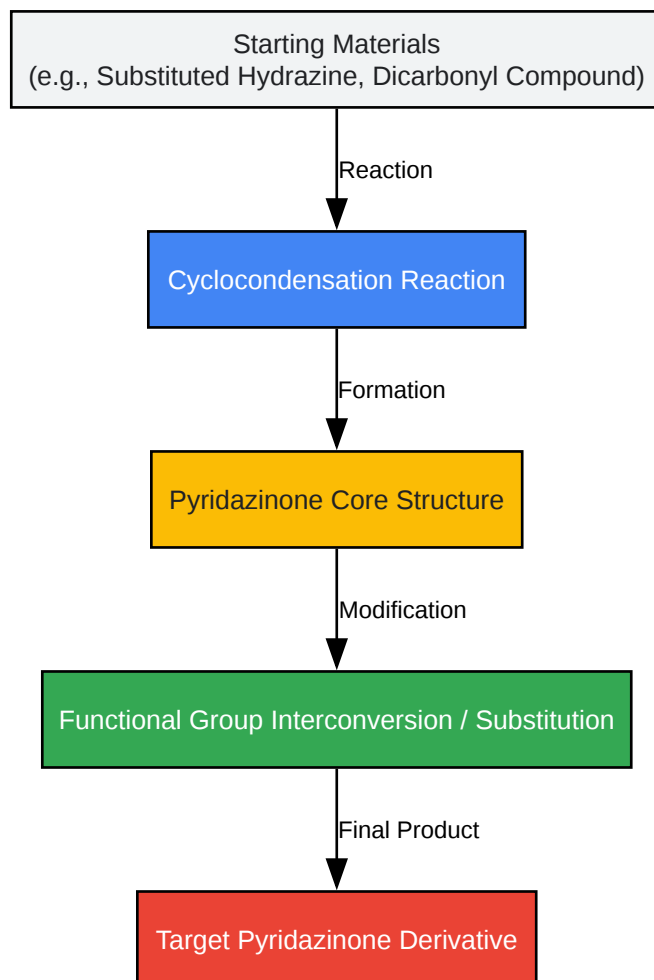 Starting Materials
(e.g., Substituted Hydrazine, Dicarbonyl Compound)
Reaction
Cyclocondensation Reaction
Formation
Pyridazinone Core Structure
Modification
Functional Group Interconversion / Substitution
Final Product
Target Pyridazinone Derivative